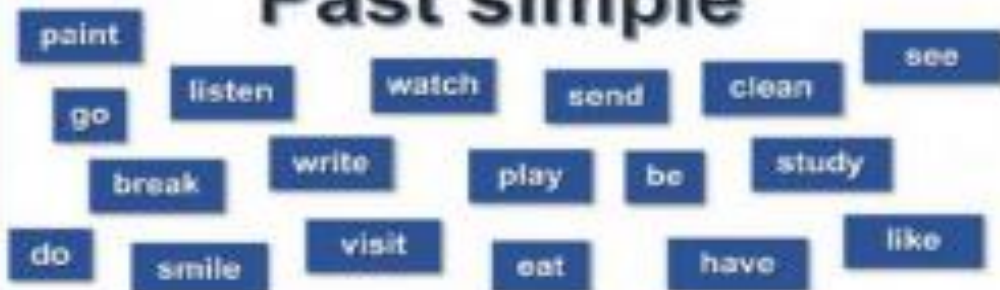 Past simple
paint
see
listen
watch
send
clean
go
write
play
be
study
break
do
smile
visit
eat
have
like